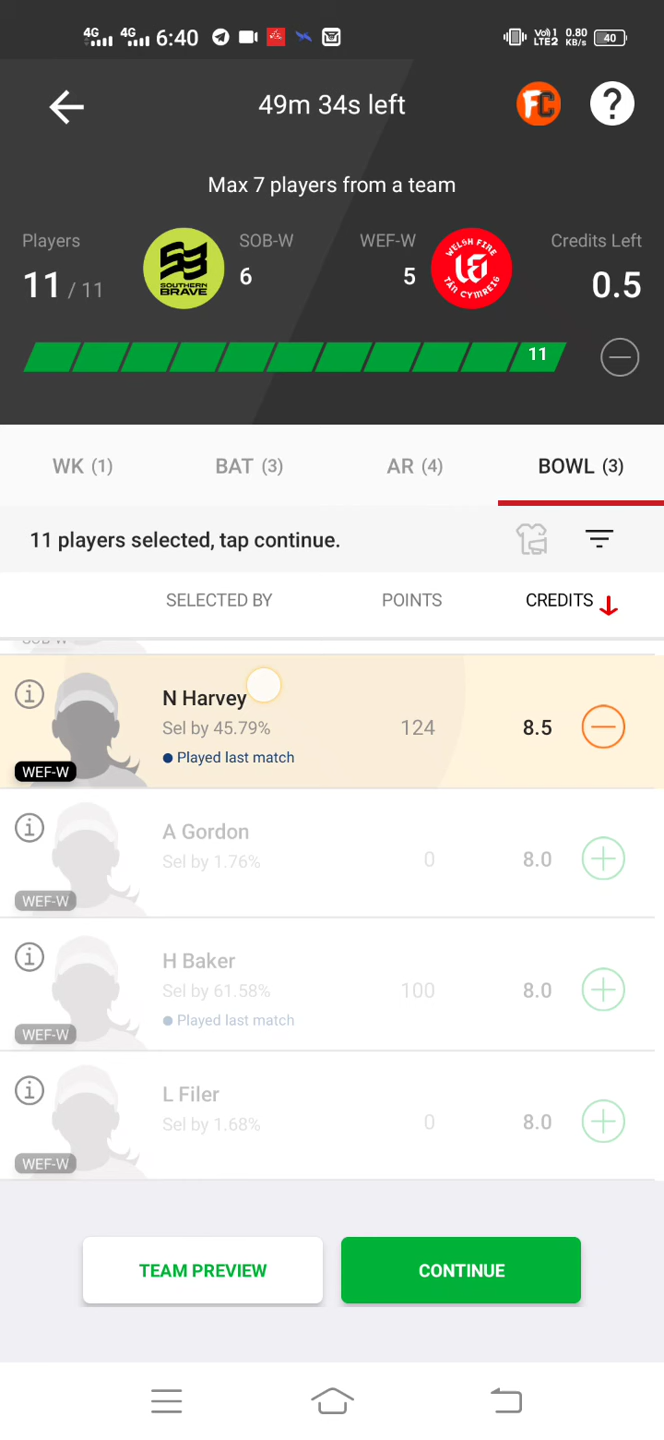 4G 4G 6:40 Vo) 1 LTE2 0.80 KB/s 40
49m 34s left FC ?
Max 7 players from a team
Players SOB-W WEF-W Credits Left
11 / 11 6 5 0.5
SOUTHERN BRAVE
WELSH FIRE
TÂN CYMREIG
11
WK (1) BAT (3) AR (4) BOWL (3)
11 players selected, tap continue.
SELECTED BY POINTS CREDITS
SOB-W
N Harvey
Sel by 45.79% 124 8.5
Played last match
WEF-W
A Gordon
Sel by 1.76% 0 8.0
WEF-W
H Baker
Sel by 61.58% 100 8.0
Played last match
WEF-W
L Filer
Sel by 1.68% 0 8.0
WEF-W
TEAM PREVIEW CONTINUE